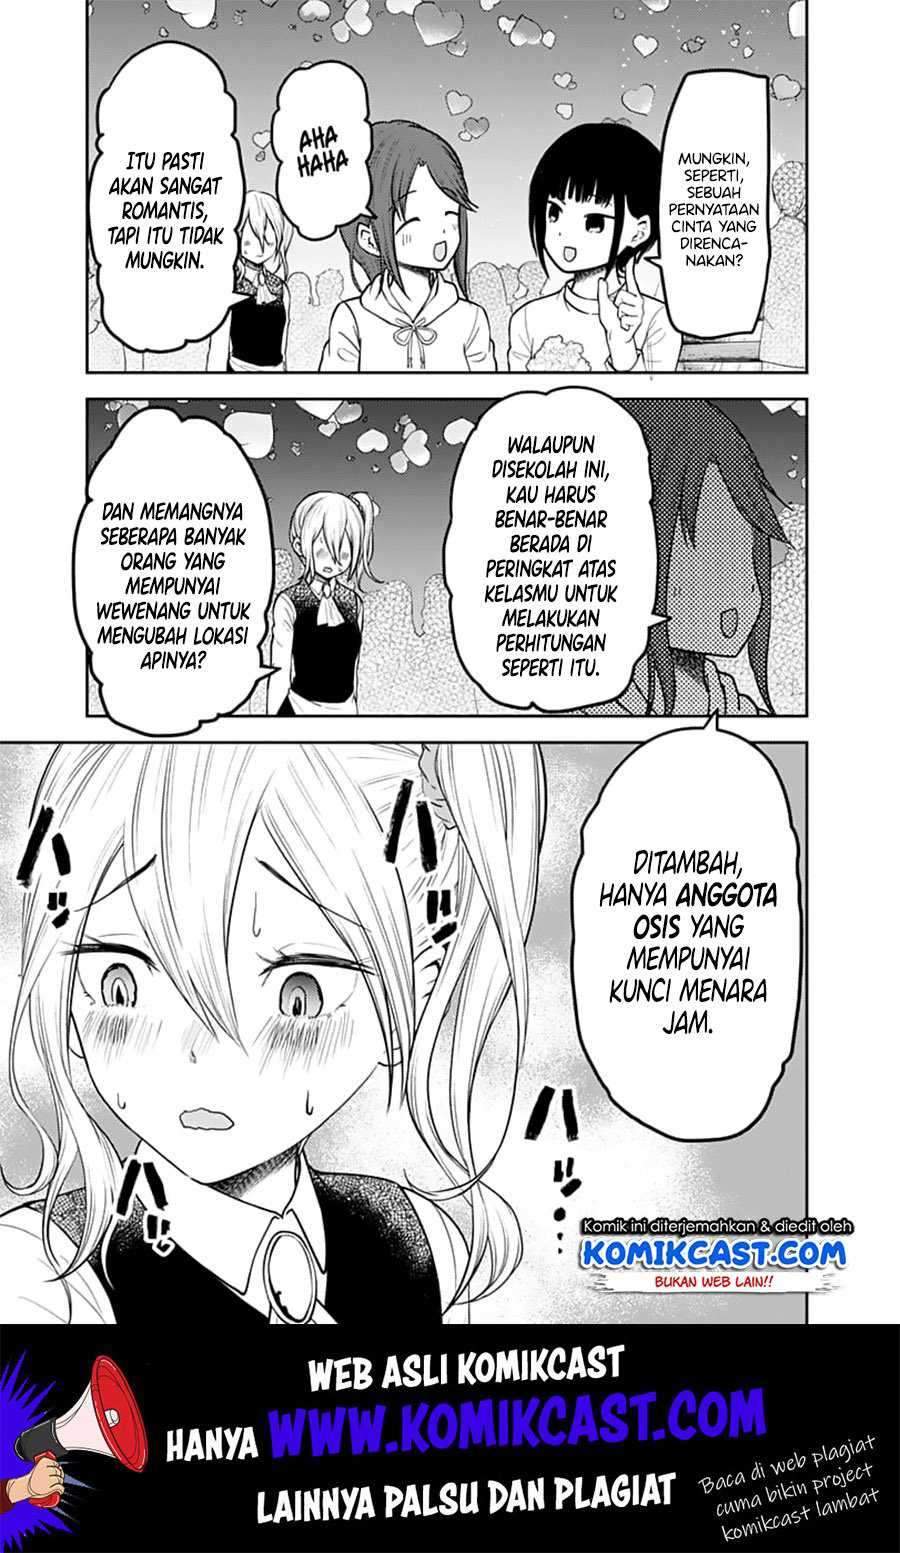 MUNGKIN,
SEPERTI,
SEBUAH
PERNYATAAN
CINTA YANG
DIRENCA-
NAKAN?
AHA
HAHA
ITU PASTI
AKAN SANGAT
ROMANTIS,
TAPI ITU TIDAK
MUNGKIN.
WALAUPUN
DISEKOLAH INI,
KAU HARUS
BENAR-BENAR
BERADA DI
PERINGKAT ATAS
KELASMU UNTUK
MELAKUKAN
PERHITUNGAN
SEPERTI ITU.
DAN MEMANGNYA
SEBERAPA BANYAK
ORANG YANG
MEMPUNYAI
WEWENANG UNTUK
MENGUBAH LOKASI
APINYA?
DITAMBAH,
HANYA ANGGOTA
OSIS YANG
MEMPUNYAI
KUNCI MENARA
JAM.
Komik ini diterjemahkan & diedit oleh
KOMIKCAST.COM
BUKAN WEB LAIN!!
WEB ASLI KOMIKCAST
HANYA WWW.KOMIKCAST.COM
LAINNYA PALSU DAN PLAGIAT
Baca di web plagiat
cuma bikin project
komikcast lambat